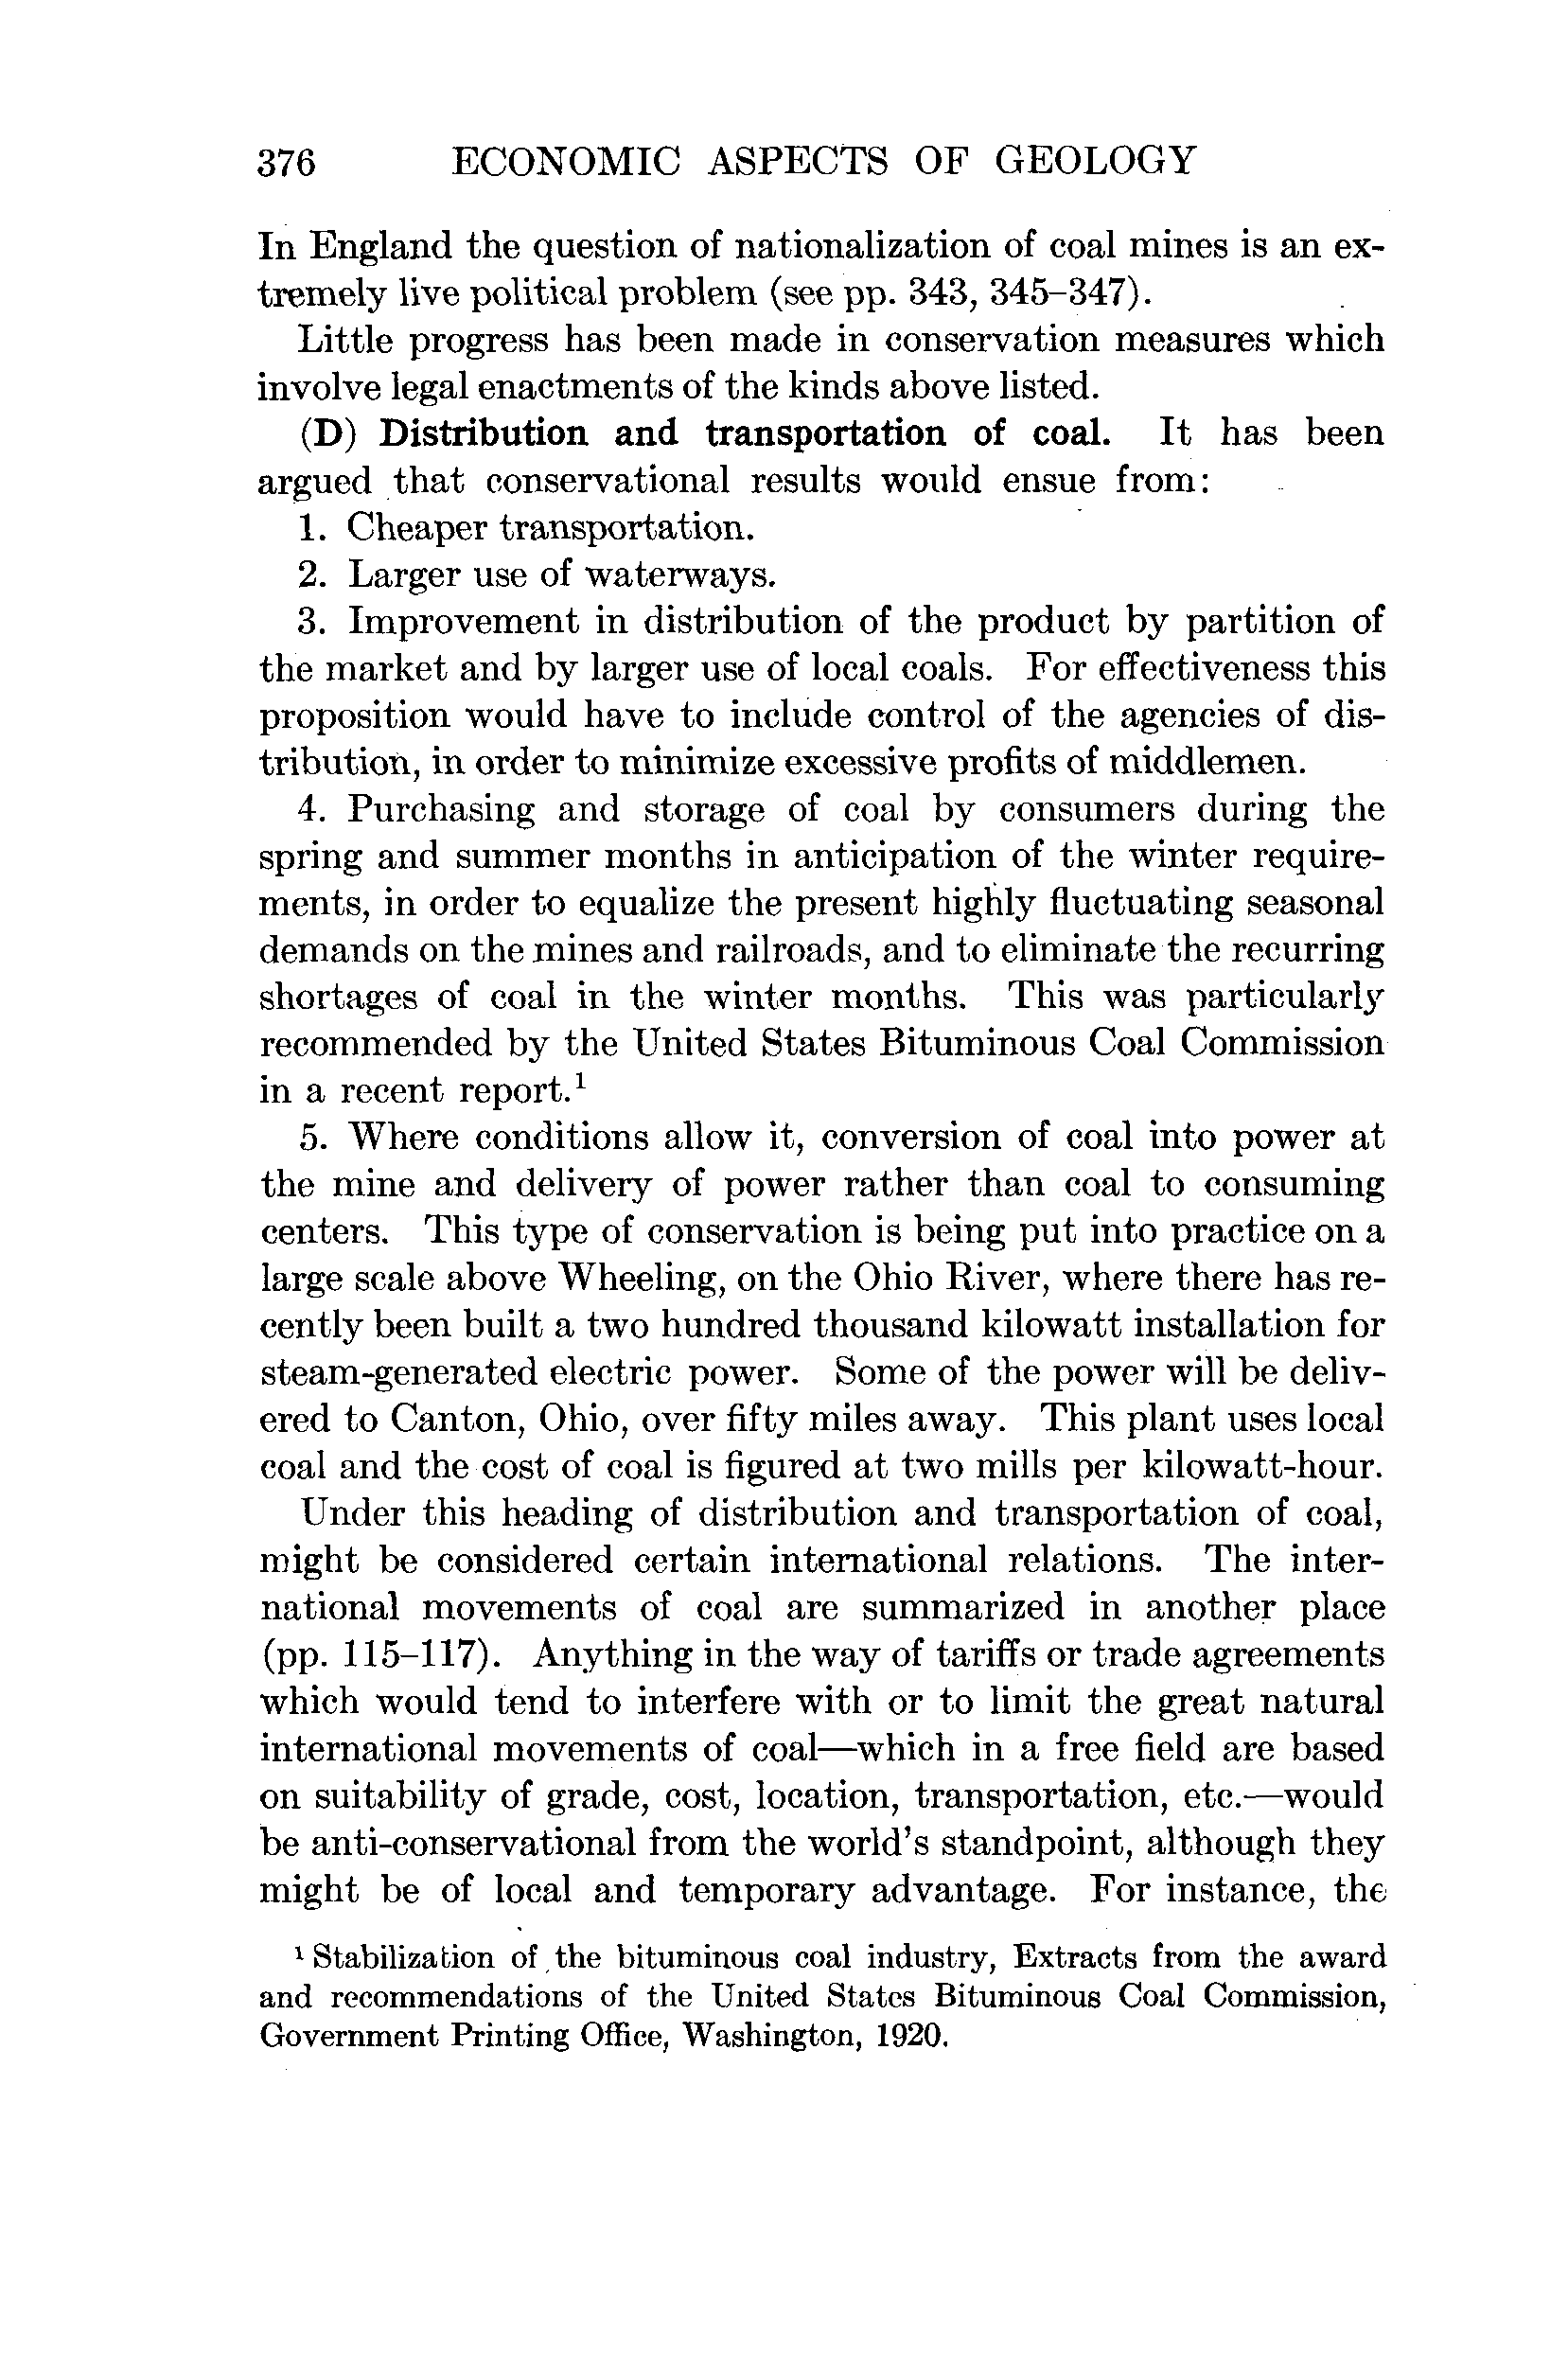 376 ECONOMIC ASPECTS OF GEOLOGY
In England the question of nationalization of coal mines is an ex-
tremely live political problem (see pp. 343, 345–347).
Little progress has been made in conservation measures which
involve legal enactments of the kinds above listed.
(D) Distribution and transportation of coal. It has been
argued that conservational results would ensue from:
1. Cheaper transportation.
2. Larger use of waterways.
3. Improvement in distribution of the product by partition of
the market and by larger use of local coals. For effectiveness this
proposition would have to include control of the agencies of dis-
tribution, in order to minimize excessive profits of middlemen.
4. Purchasing and storage of coal by consumers during the
spring and summer months in anticipation of the winter require-
ments, in order to equalize the present highly fluctuating seasonal
demands on the mines and railroads, and to eliminate the recurring
shortages of coal in the winter months. This was particularly
recommended by the United States Bituminous Coal Commission
in a recent report.¹
5. Where conditions allow it, conversion of coal into power at
the mine and delivery of power rather than coal to consuming
centers. This type of conservation is being put into practice on a
large scale above Wheeling, on the Ohio River, where there has re-
cently been built a two hundred thousand kilowatt installation for
steam-generated electric power. Some of the power will be deliv-
ered to Canton, Ohio, over fifty miles away. This plant uses local
coal and the cost of coal is figured at two mills per kilowatt-hour.
Under this heading of distribution and transportation of coal,
might be considered certain international relations. The inter-
national movements of coal are summarized in another place
(pp. 115–117). Anything in the way of tariffs or trade agreements
which would tend to interfere with or to limit the great natural
international movements of coal—which in a free field are based
on suitability of grade, cost, location, transportation, etc.—would
be anti-conservational from the world's standpoint, although they
might be of local and temporary advantage. For instance, the
¹ Stabilization of the bituminous coal industry, Extracts from the award
and recommendations of the United States Bituminous Coal Commission,
Government Printing Office, Washington, 1920.